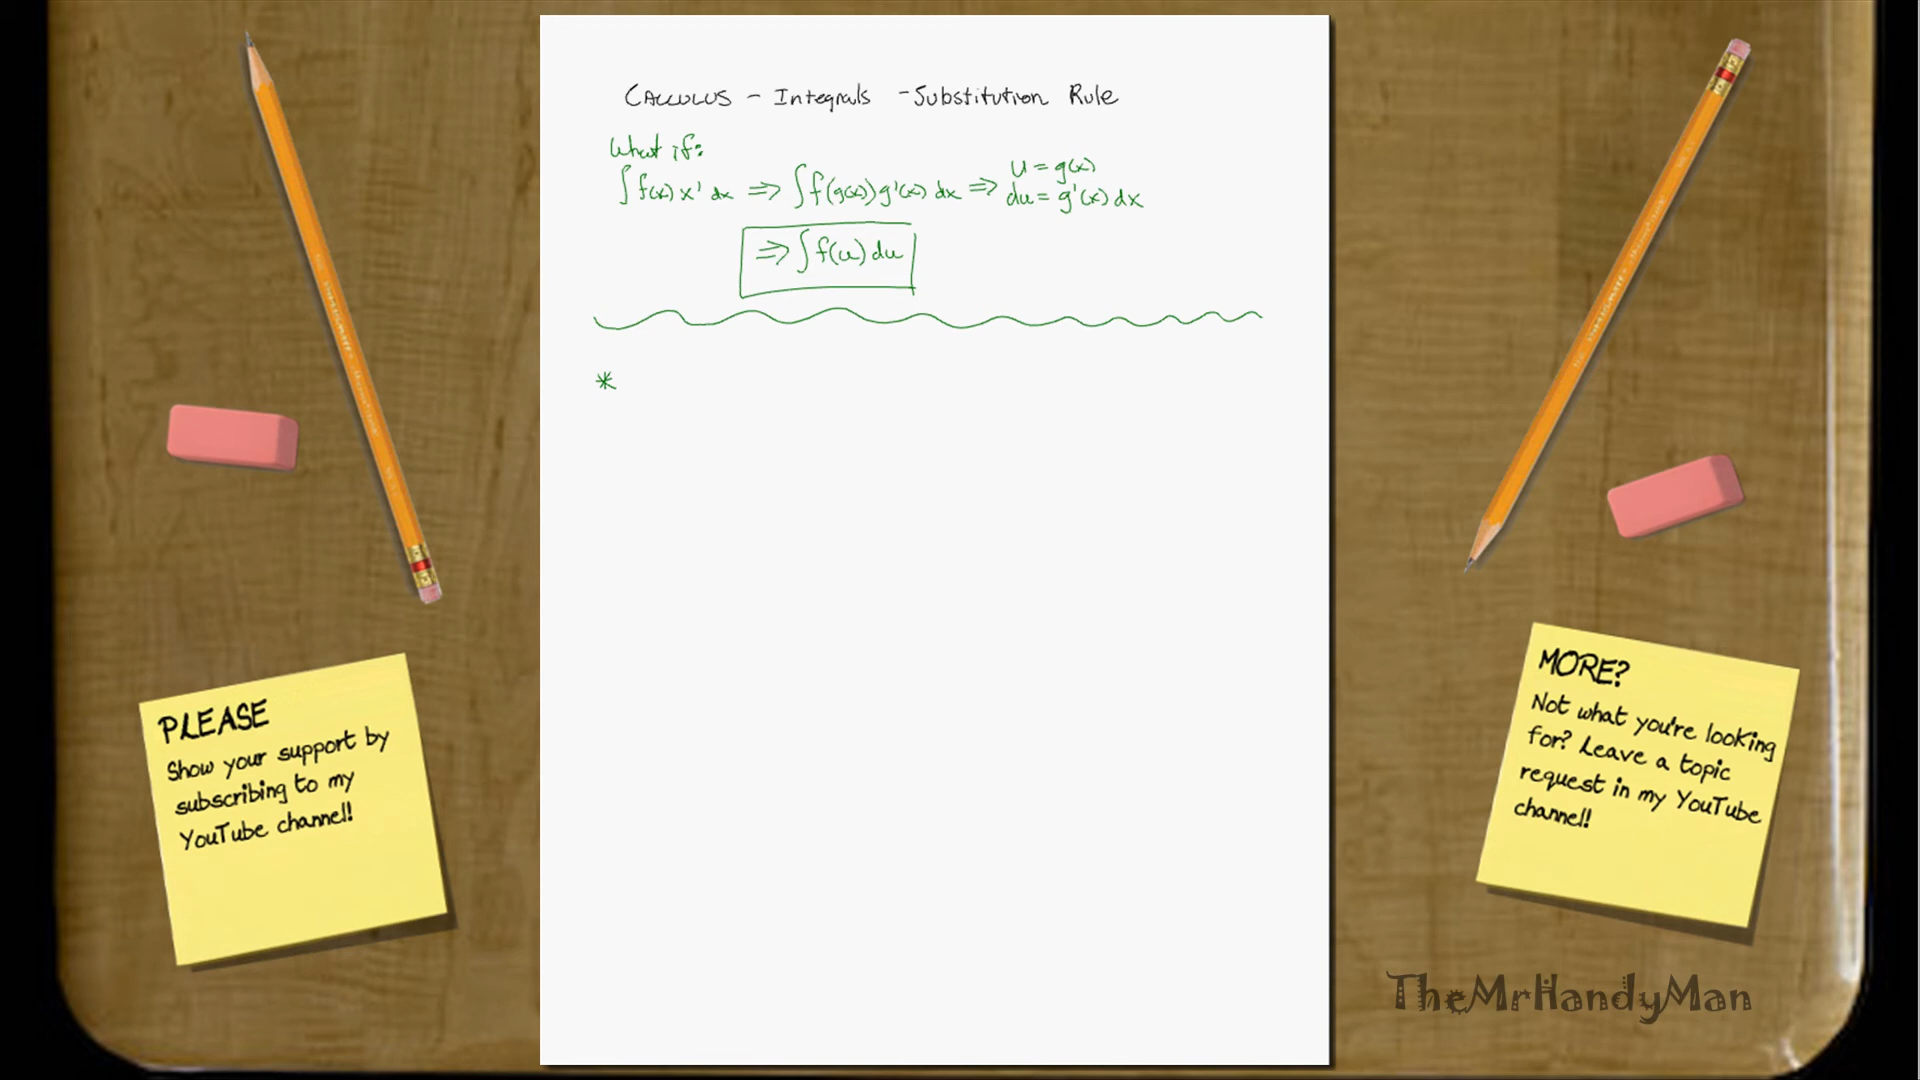 CALCULUS - Integrals - Substitution Rule
What if:
∫ f(x) x' dx ⇒ ∫ f(g(x)) g'(x) dx ⇒ u = g(x)
du = g'(x) dx
⇒ ∫ f(u) du
*
PLEASE
Show your support by
subscribing to my
YouTube channel!
MORE?
Not what you're looking
for? Leave a topic
request in my YouTube
channel!
TheMrHandyMan